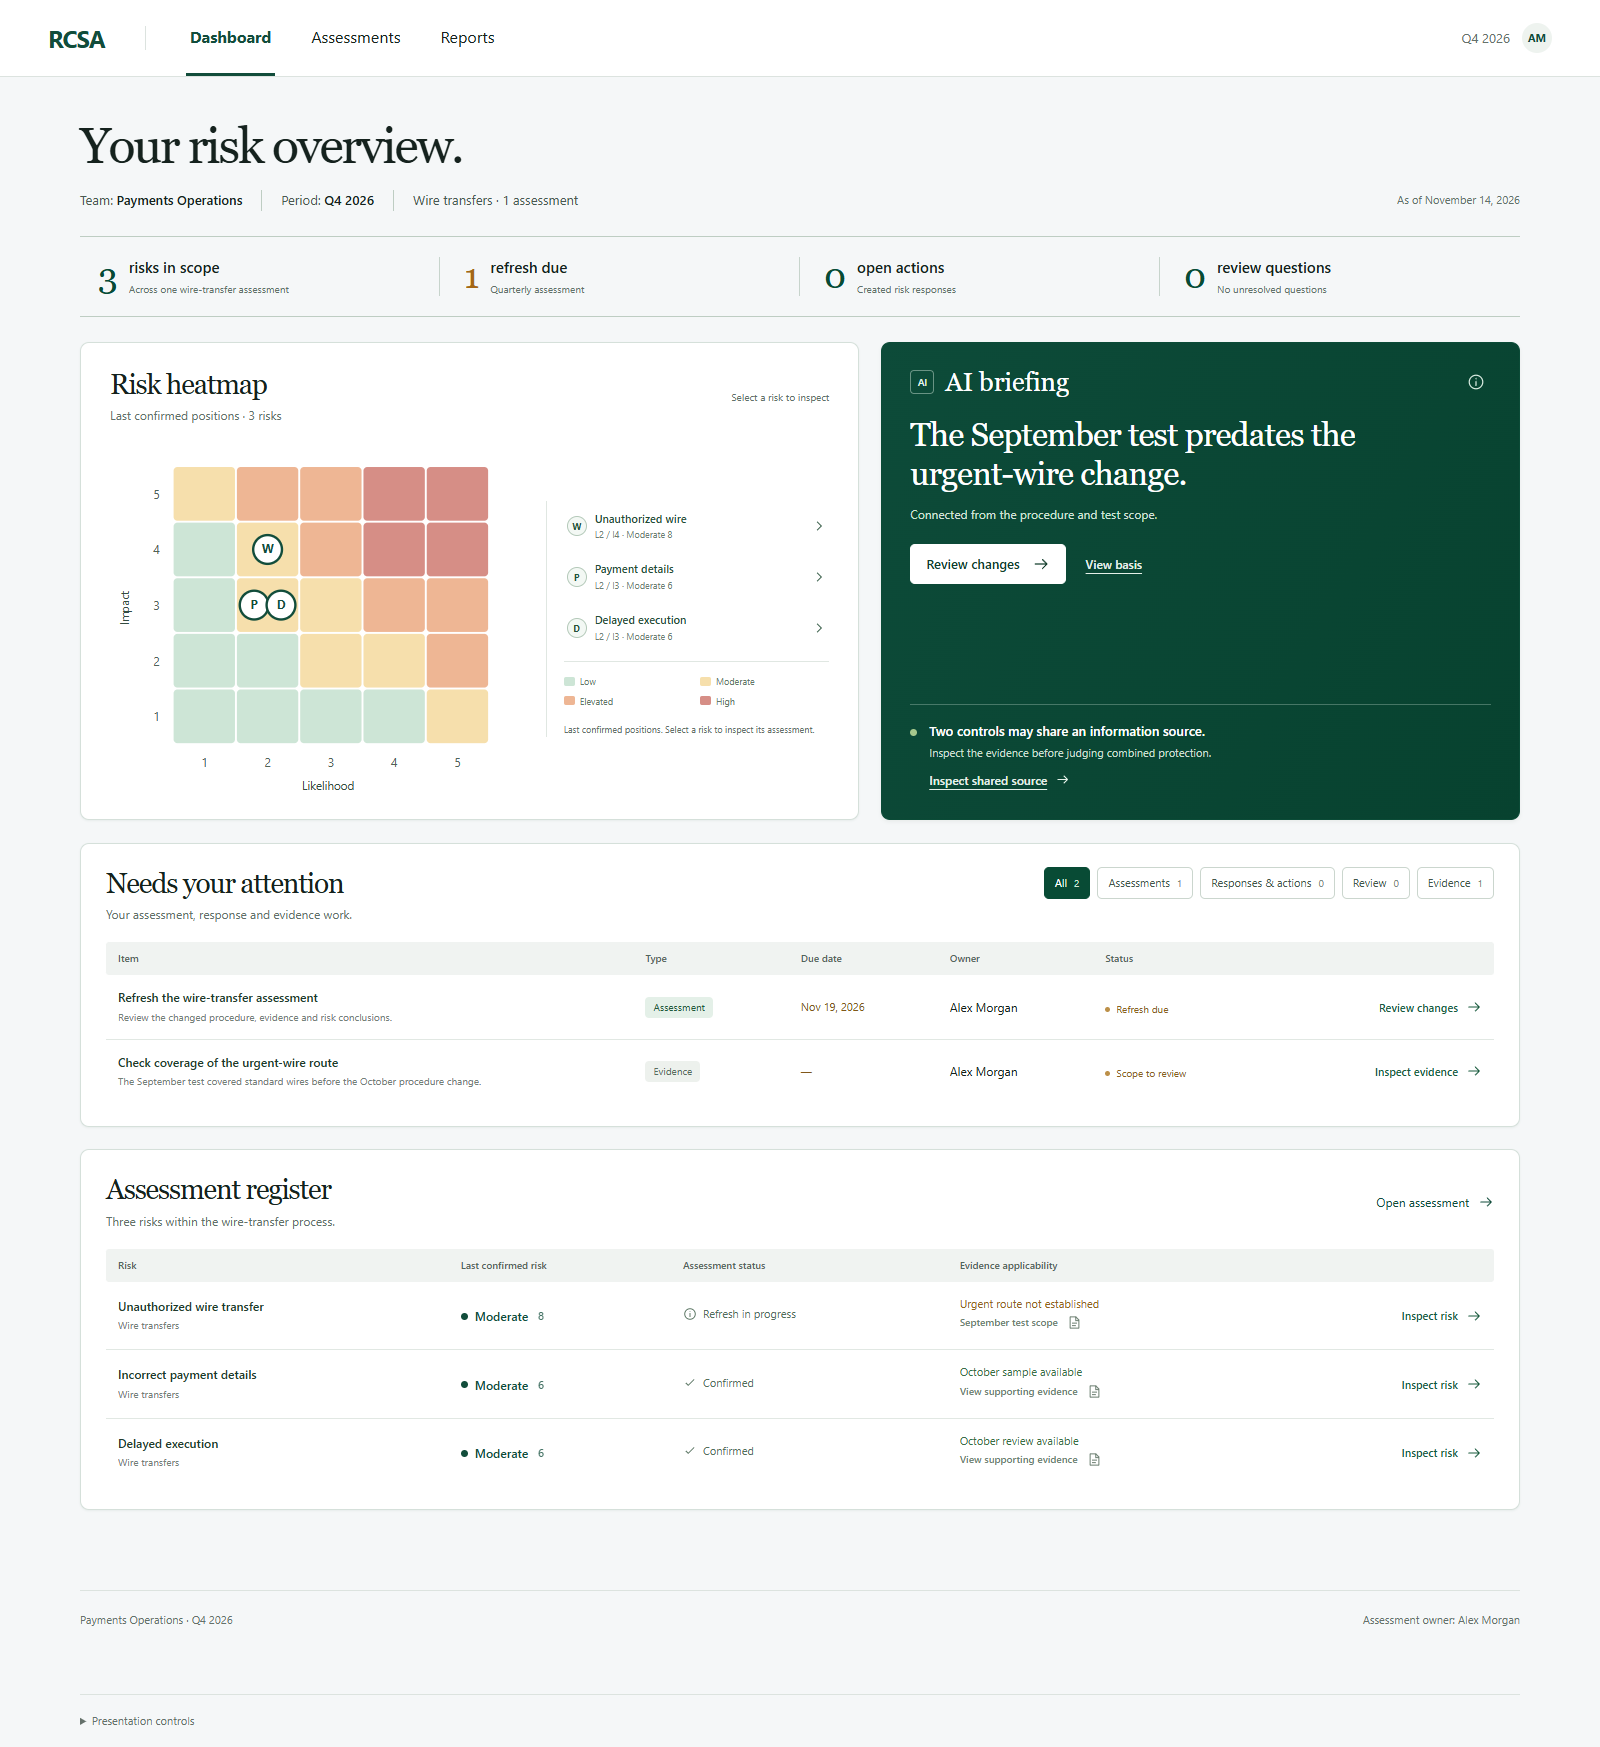 RCSA
Dashboard
Assessments
Reports
Q4 2026
AM
Your risk overview.
Team: Payments Operations
Period: Q4 2026
Wire transfers · 1 assessment
As of November 14, 2026
3
risks in scope
Across one wire-transfer assessment
1
refresh due
Quarterly assessment
0
open actions
Created risk responses
0
review questions
No unresolved questions
Risk heatmap
Last confirmed positions · 3 risks
Select a risk to inspect
5
4
W
3
P D
2
1
Impact
1 2 3 4 5
Likelihood
W
Unauthorized wire
L2 / I4 · Moderate 8
P
Payment details
L2 / I3 · Moderate 6
D
Delayed execution
L2 / I3 · Moderate 6
Low
Moderate
Elevated
High
Last confirmed positions. Select a risk to inspect its assessment.
AI
AI briefing
The September test predates the
urgent-wire change.
Connected from the procedure and test scope.
Review changes
View basis
Two controls may share an information source.
Inspect the evidence before judging combined protection.
Inspect shared source
Needs your attention
Your assessment, response and evidence work.
All 2
Assessments 1
Responses & actions 0
Review 0
Evidence 1
Item Type Due date Owner Status
Refresh the wire-transfer assessment
Review the changed procedure, evidence and risk conclusions.
Assessment
Nov 19, 2026
Alex Morgan
Refresh due
Review changes
Check coverage of the urgent-wire route
The September test covered standard wires before the October procedure change.
Evidence
—
Alex Morgan
Scope to review
Inspect evidence
Assessment register
Three risks within the wire-transfer process.
Open assessment
Risk Last confirmed risk Assessment status Evidence applicability
Unauthorized wire transfer
Wire transfers
Moderate 8
Refresh in progress
Urgent route not established
September test scope
Inspect risk
Incorrect payment details
Wire transfers
Moderate 6
Confirmed
October sample available
View supporting evidence
Inspect risk
Delayed execution
Wire transfers
Moderate 6
Confirmed
October review available
View supporting evidence
Inspect risk
Payments Operations · Q4 2026
Assessment owner: Alex Morgan
Presentation controls